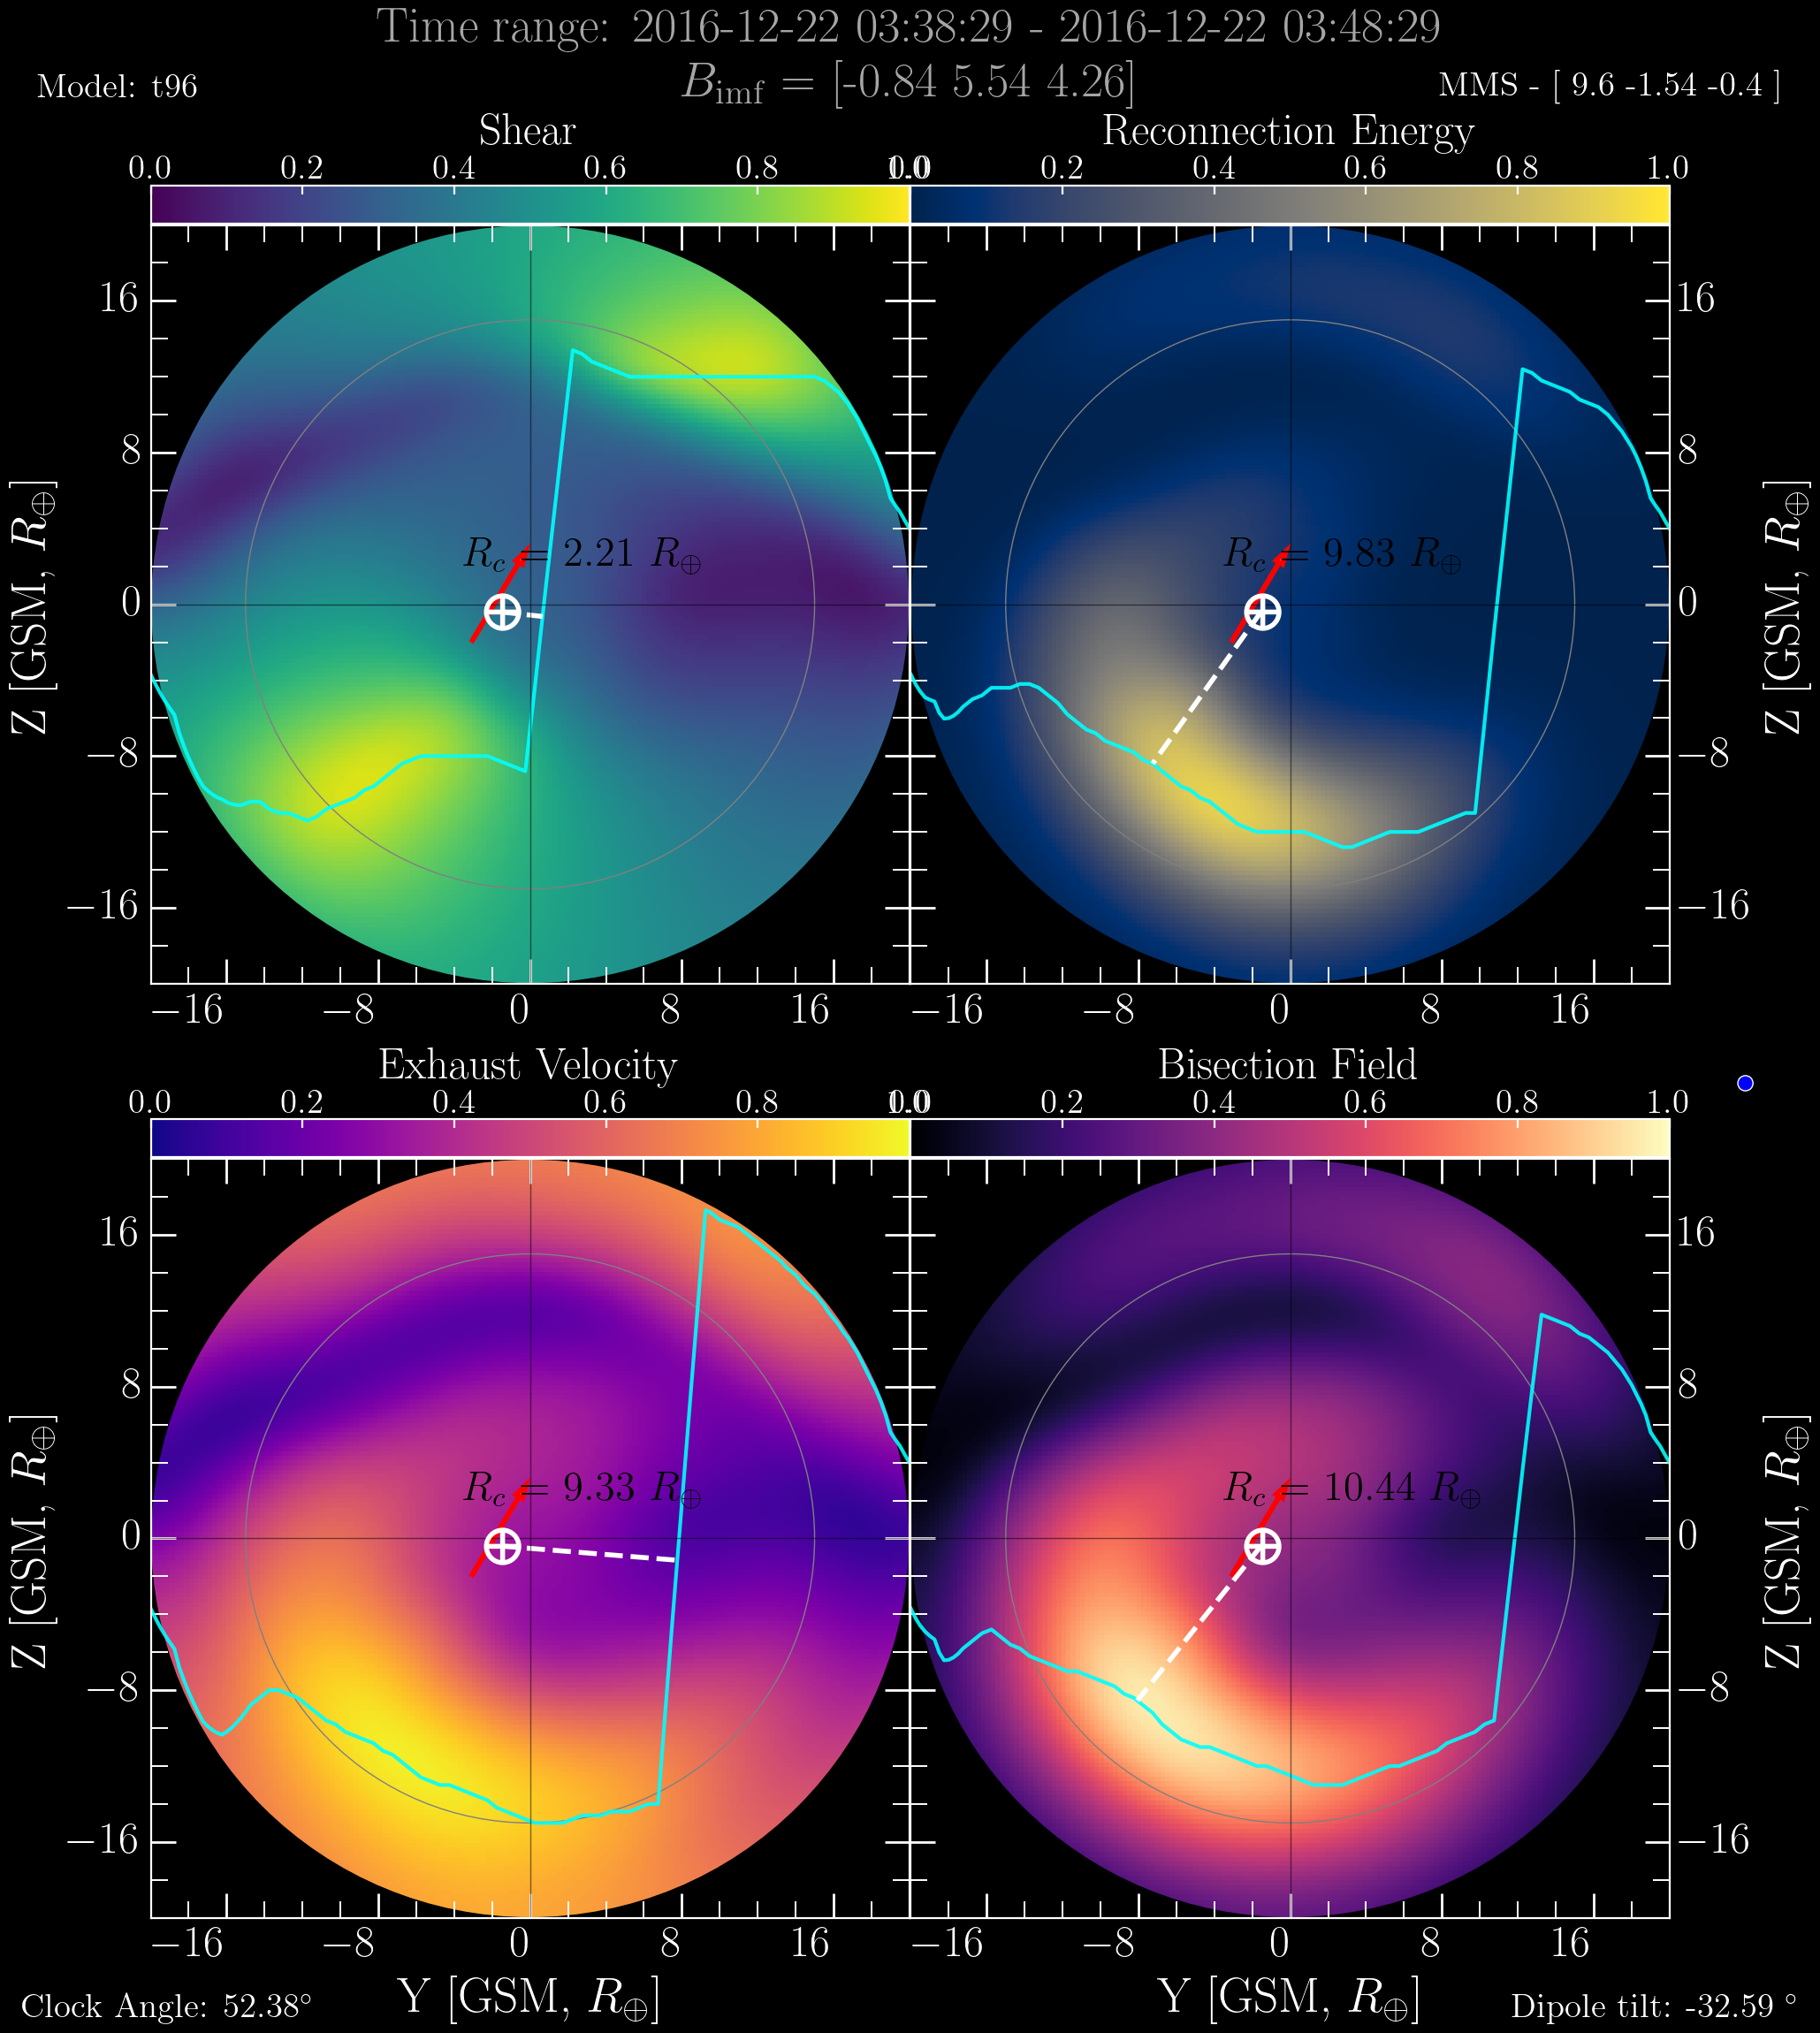 Time range: 2016-12-22 03:38:29 - 2016-12-22 03:48:29
Model: t96
B_imf = [-0.84 5.54 4.26]
MMS - [ 9.6 -1.54 -0.4 ]
Shear
Reconnection Energy
0.0 0.2 0.4 0.6 0.8 1.0
0.0 0.2 0.4 0.6 0.8 1.0
16
8
0
−8
−16
Z [GSM, R⊕]
R_c = 2.21 R⊕
R_c = 9.83 R⊕
16
8
0
−8
−16
Z [GSM, R⊕]
−16 −8 0 8 16
−16 −8 0 8 16
Exhaust Velocity
Bisection Field
0.0 0.2 0.4 0.6 0.8 1.0
0.0 0.2 0.4 0.6 0.8 1.0
16
8
0
−8
−16
Z [GSM, R⊕]
R_c = 9.33 R⊕
R_c = 10.44 R⊕
16
8
0
−8
−16
Z [GSM, R⊕]
−16 −8 0 8 16
−16 −8 0 8 16
Y [GSM, R⊕]
Y [GSM, R⊕]
Clock Angle: 52.38°
Dipole tilt: -32.59 °